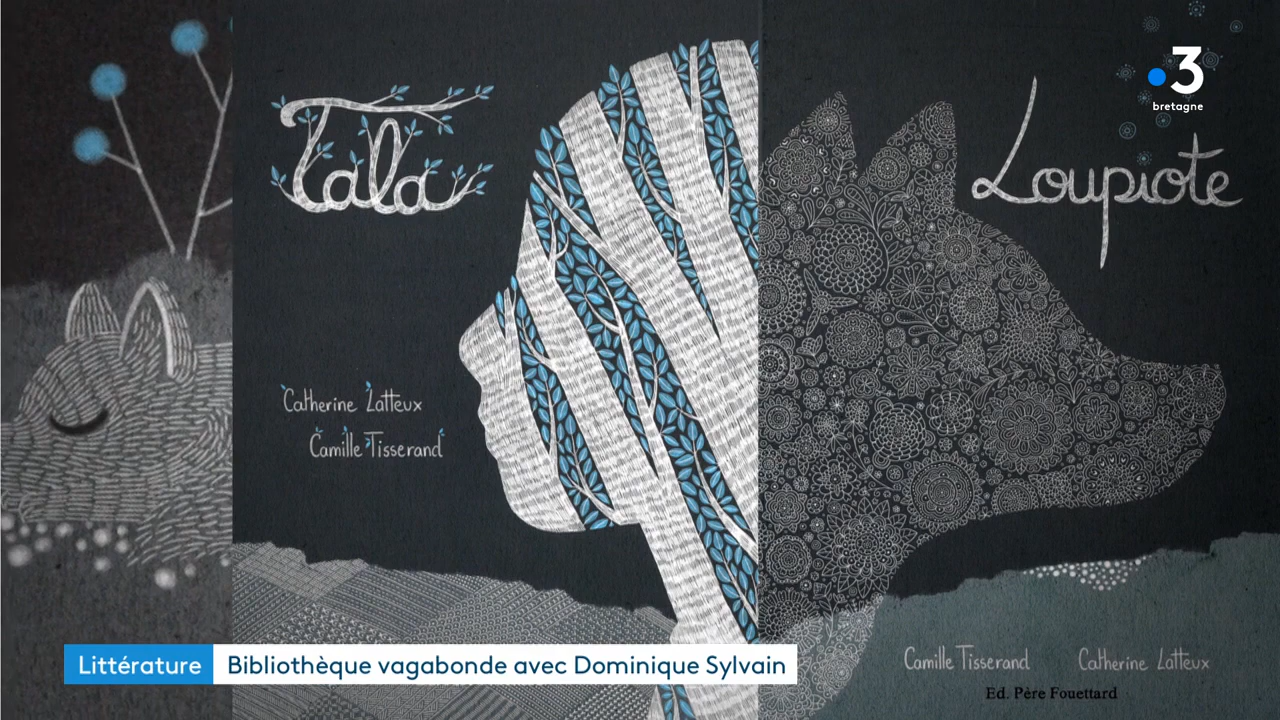 3
bretagne
Tala
Catherine Latteux
Camille Tisserand
Loupiote
Camille Tisserand Catherine Latteux
Ed. Père Fouettard
Littérature Bibliothèque vagabonde avec Dominique Sylvain